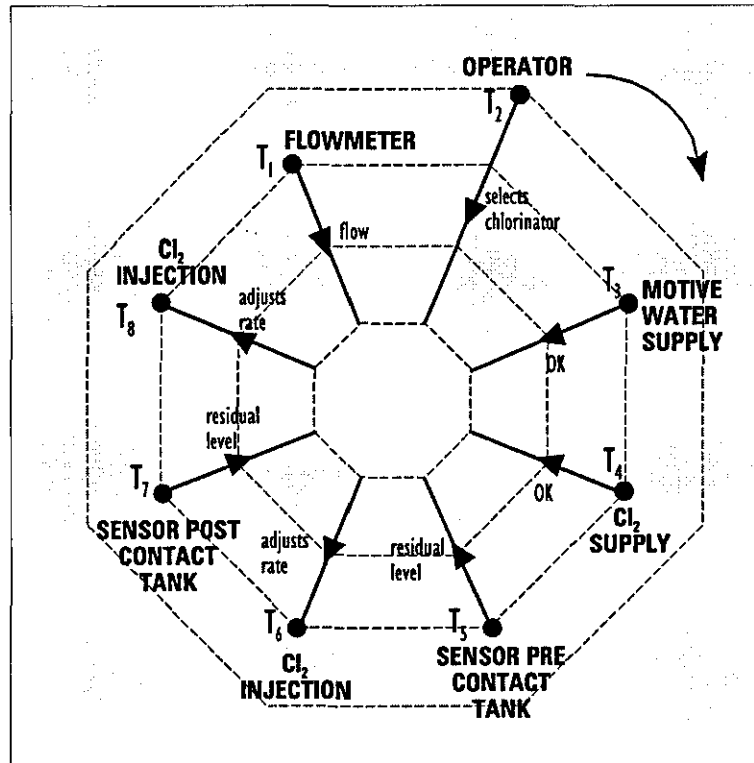 OPERATOR
T2
FLOWMETER
T1
selects
chlorinator
flow
Cl2
INJECTION
T8
adjusts
rate
T3
MOTIVE
WATER
SUPPLY
OK
residual
level
T7
T4
OK
Cl2
SUPPLY
SENSOR POST
CONTACT
TANK
adjusts
rate
residual
level
T6
T5
Cl2
INJECTION
SENSOR PRE
CONTACT
TANK